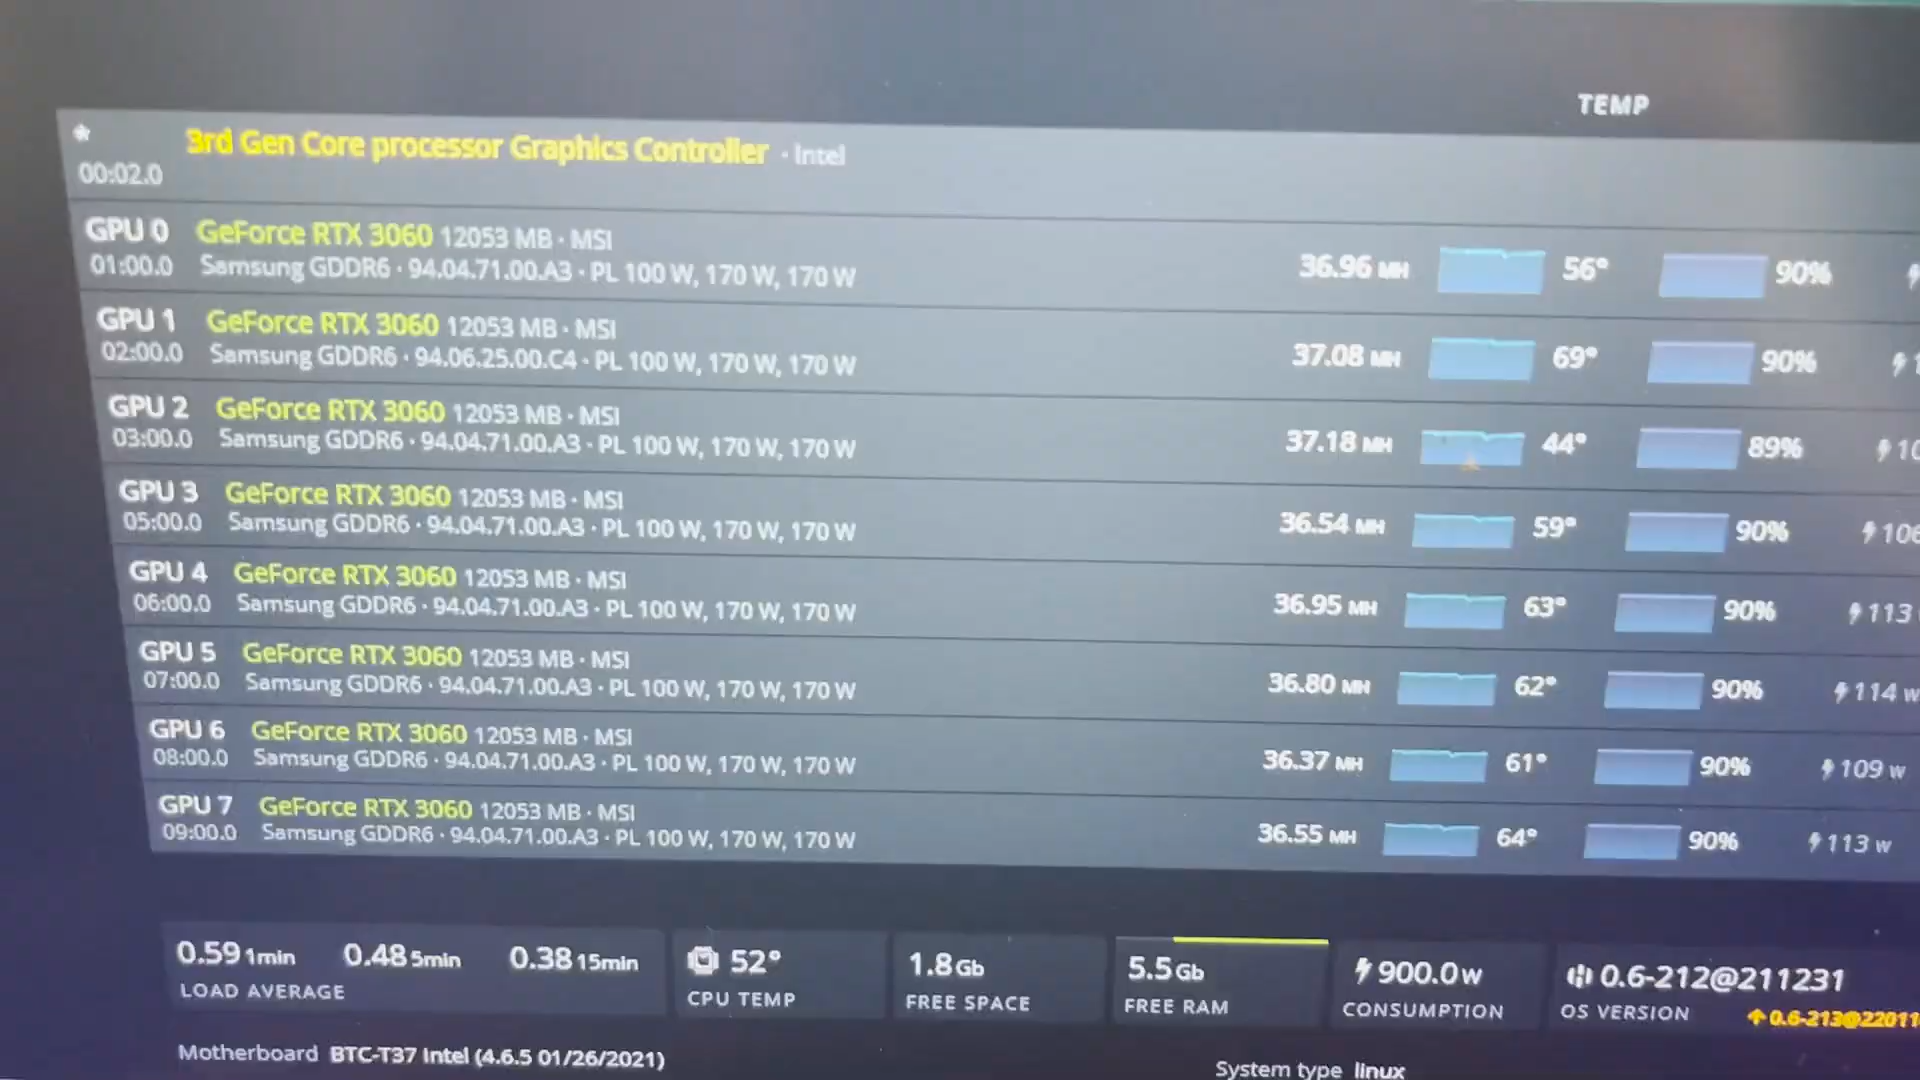 TEMP
3rd Gen Core processor Graphics Controller · Intel
00:02.0
GPU 0 GeForce RTX 3060 12053 MB · MSI
01:00.0 Samsung GDDR6 · 94.04.71.00.A3 · PL 100 W, 170 W, 170 W
36.96 MH 56° 90%
GPU 1 GeForce RTX 3060 12053 MB · MSI
02:00.0 Samsung GDDR6 · 94.06.25.00.C4 · PL 100 W, 170 W, 170 W
37.08 MH 69° 90%
GPU 2 GeForce RTX 3060 12053 MB · MSI
03:00.0 Samsung GDDR6 · 94.04.71.00.A3 · PL 100 W, 170 W, 170 W
37.18 MH 44° 89%
GPU 3 GeForce RTX 3060 12053 MB · MSI
05:00.0 Samsung GDDR6 · 94.04.71.00.A3 · PL 100 W, 170 W, 170 W
36.54 MH 59° 90% 106
GPU 4 GeForce RTX 3060 12053 MB · MSI
06:00.0 Samsung GDDR6 · 94.04.71.00.A3 · PL 100 W, 170 W, 170 W
36.95 MH 63° 90% 113
GPU 5 GeForce RTX 3060 12053 MB · MSI
07:00.0 Samsung GDDR6 · 94.04.71.00.A3 · PL 100 W, 170 W, 170 W
36.80 MH 62° 90% 114 w
GPU 6 GeForce RTX 3060 12053 MB · MSI
08:00.0 Samsung GDDR6 · 94.04.71.00.A3 · PL 100 W, 170 W, 170 W
36.37 MH 61° 90% 109 w
GPU 7 GeForce RTX 3060 12053 MB · MSI
09:00.0 Samsung GDDR6 · 94.04.71.00.A3 · PL 100 W, 170 W, 170 W
36.55 MH 64° 90% 113 w
0.59 1min 0.48 5min 0.38 15min
LOAD AVERAGE
52°
CPU TEMP
1.8 Gb
FREE SPACE
5.5 Gb
FREE RAM
900.0 w
CONSUMPTION
0.6-212@211231
OS VERSION
0.6-213@22011
Motherboard BTC-T37 Intel (4.6.5 01/26/2021)
System type linux